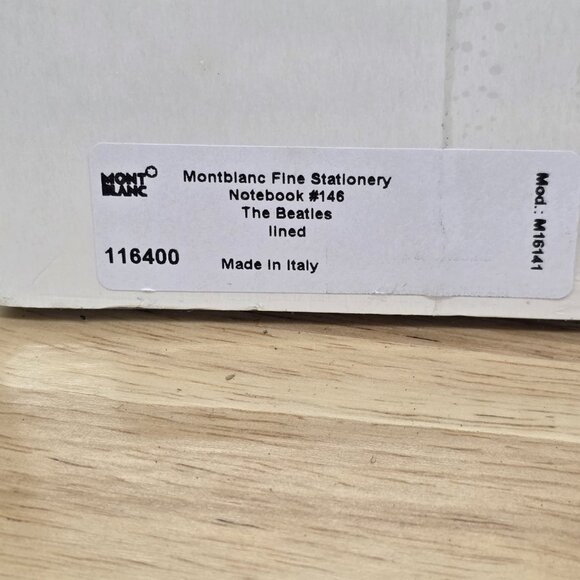 MONT
BLANC
Montblanc Fine Stationery
Notebook #146
The Beatles
lined
116400
Made in Italy
Mod.: M16141